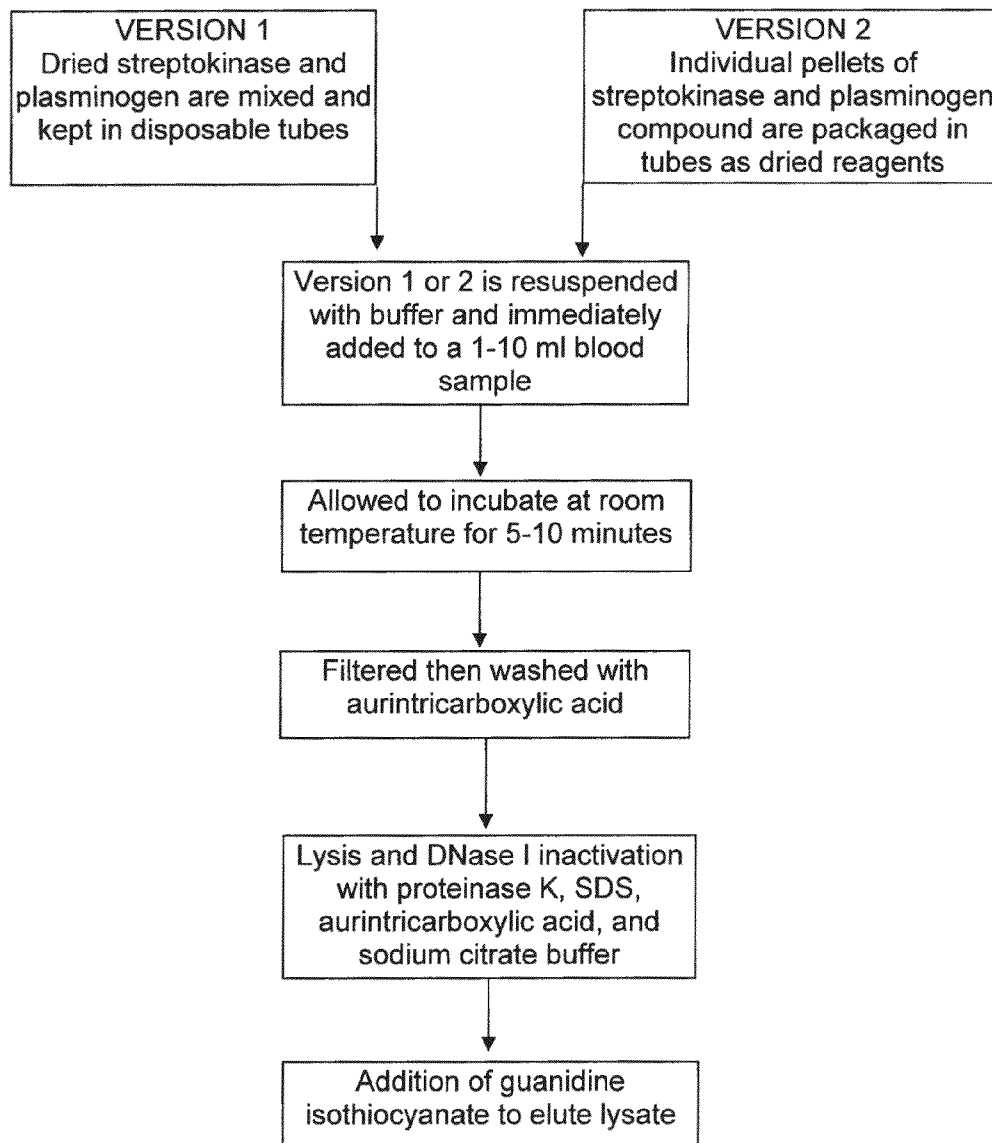 VERSION 1
Dried streptokinase and
plasminogen are mixed and
kept in disposable tubes
VERSION 2
Individual pellets of
streptokinase and plasminogen
compound are packaged in
tubes as dried reagents
Version 1 or 2 is resuspended
with buffer and immediately
added to a 1-10 ml blood
sample
Allowed to incubate at room
temperature for 5-10 minutes
Filtered then washed with
aurintricarboxylic acid
Lysis and DNase I inactivation
with proteinase K, SDS,
aurintricarboxylic acid, and
sodium citrate buffer
Addition of guanidine
isothiocyanate to elute lysate